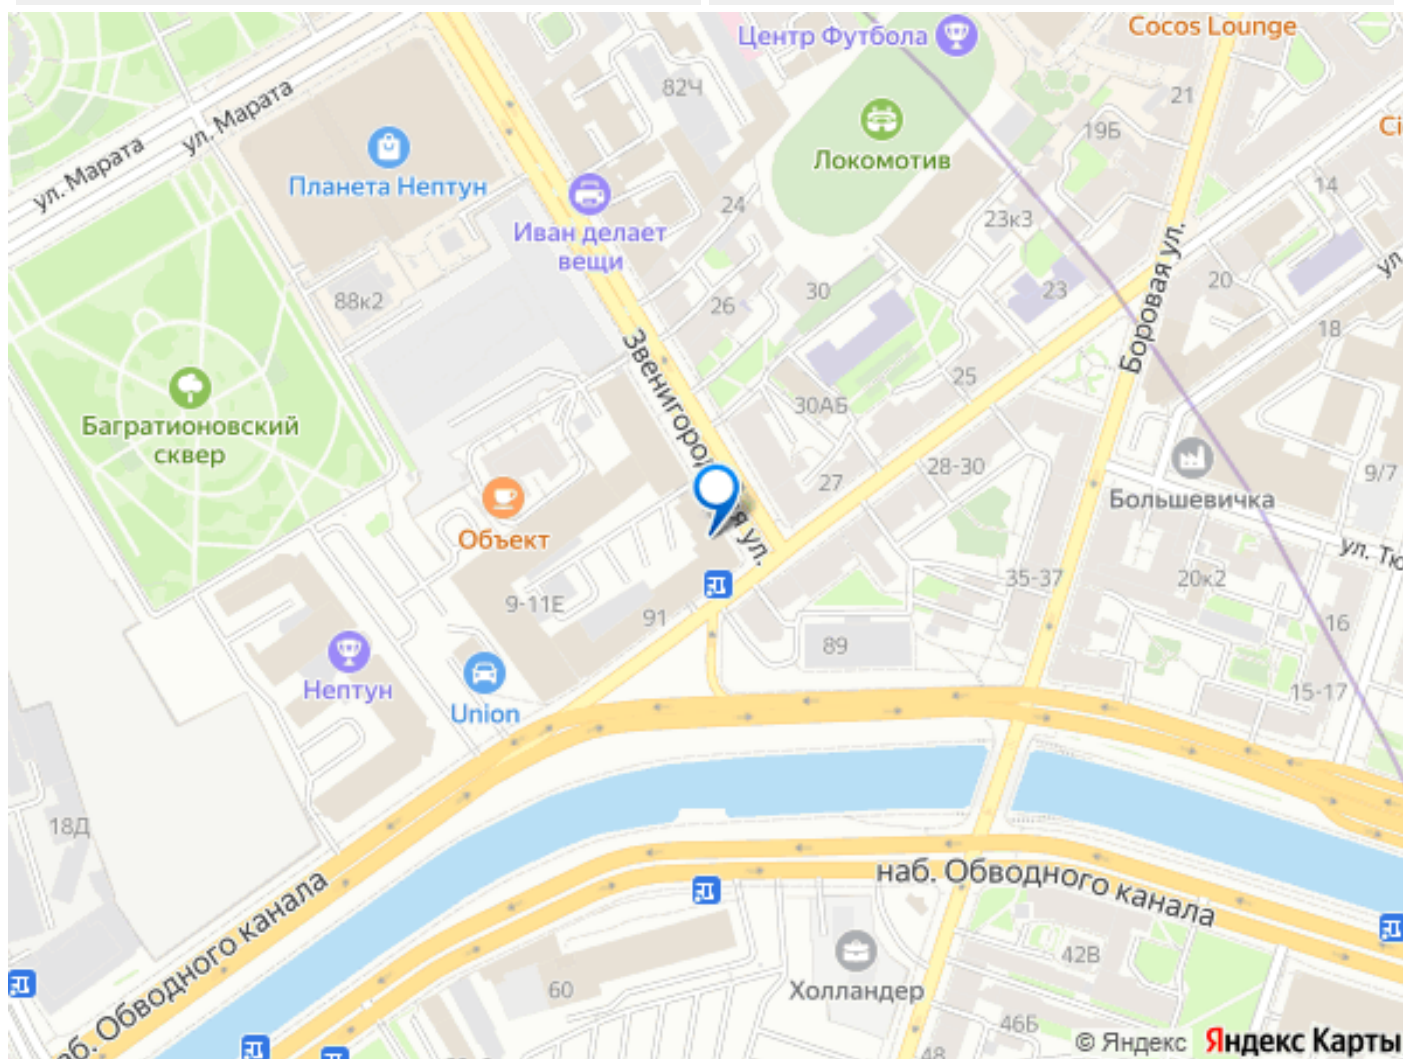 Центр Футбола
Cocos Lounge
82Ч
21
19Б
ул. Марата
ул. Марата
Локомотив
Ci
Планета Нептун
14
24
23к3
Иван делает
вещи
ул.
88к2
30
23
20
26
18
Звенигородская ул.
Боровая ул.
25
30АБ
Багратионовский
сквер
28-30
27
9/7
Большевичка
Объект
ул. Тю
35-37
20к2
9-11Е
91
16
89
Нептун
15-17
Union
18Д
наб. Обводного канала
наб. Обводного канала
42В
60
Холландер
46Б
48
© Яндекс Яндекс Карты